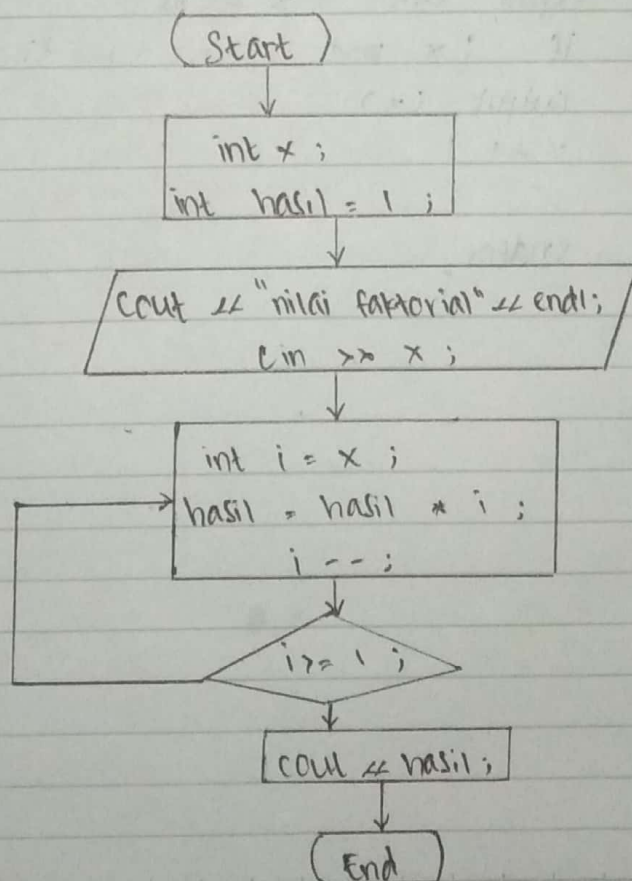 Start
int x ;
int hasil = 1 ;
cout << "nilai faktorial" << endl;
cin >> x ;
int i = x ;
hasil = hasil * i ;
i -- ;
i >= 1 ;
cout << hasil ;
End